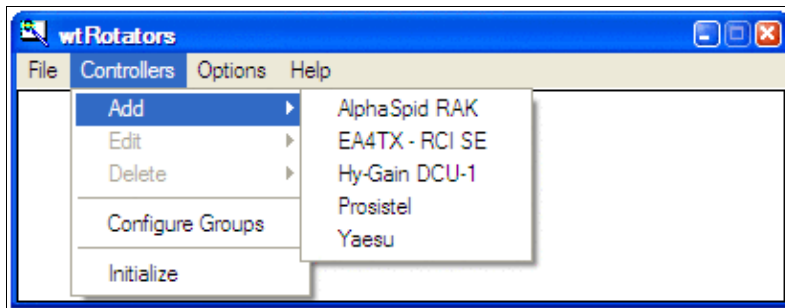 wtRotators
File Controllers Options Help
Add
Edit
Delete
Configure Groups
Initialize
AlphaSpid RAK
EA4TX - RCI SE
Hy-Gain DCU-1
Prosistel
Yaesu